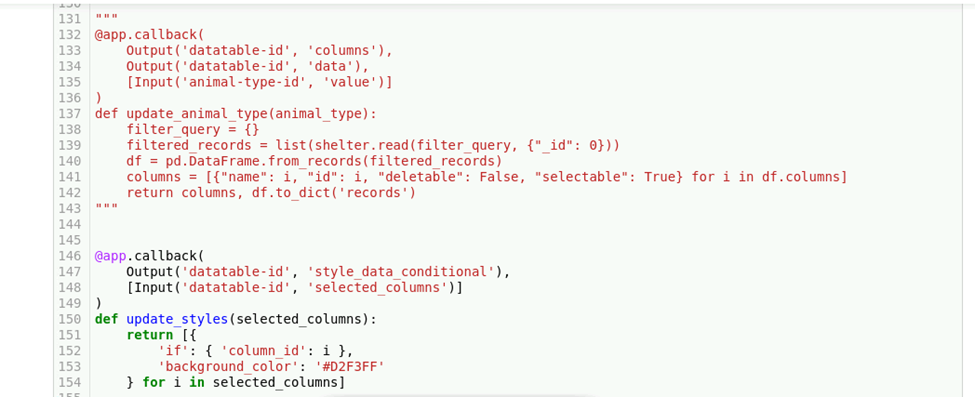 131 """
132 @app.callback(
133     Output('datatable-id', 'columns'),
134     Output('datatable-id', 'data'),
135     [Input('animal-type-id', 'value')]
136 )
137 def update_animal_type(animal_type):
138     filter_query = {}
139     filtered_records = list(shelter.read(filter_query, {"_id": 0}))
140     df = pd.DataFrame.from_records(filtered_records)
141     columns = [{"name": i, "id": i, "deletable": False, "selectable": True} for i in df.columns]
142     return columns, df.to_dict('records')
143 """
144
145
146 @app.callback(
147     Output('datatable-id', 'style_data_conditional'),
148     [Input('datatable-id', 'selected_columns')]
149 )
150 def update_styles(selected_columns):
151     return [{
152         'if': { 'column_id': i },
153         'background_color': '#D2F3FF'
154     } for i in selected_columns]